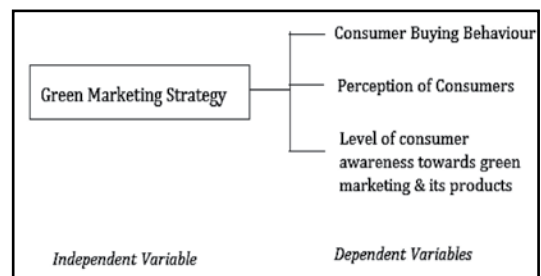 Consumer Buying Behaviour
Green Marketing Strategy
Perception of Consumers
Level of consumer
awareness towards green
marketing & its products
Independent Variable
Dependent Variables